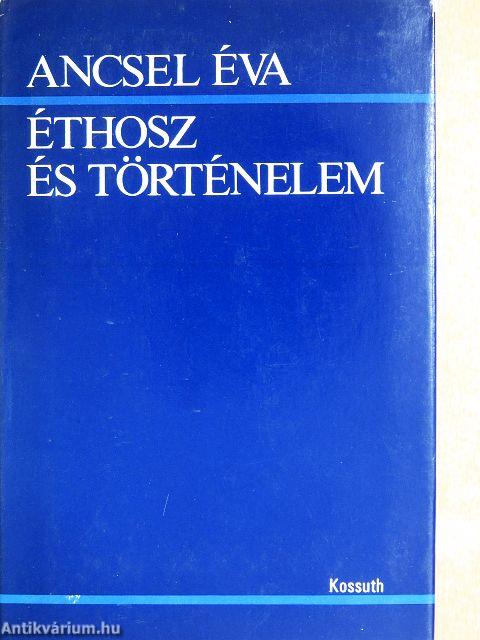 ANCSEL ÉVA
ÉTHOSZ
ÉS TÖRTÉNELEM
Kossuth
Antikvárium.hu